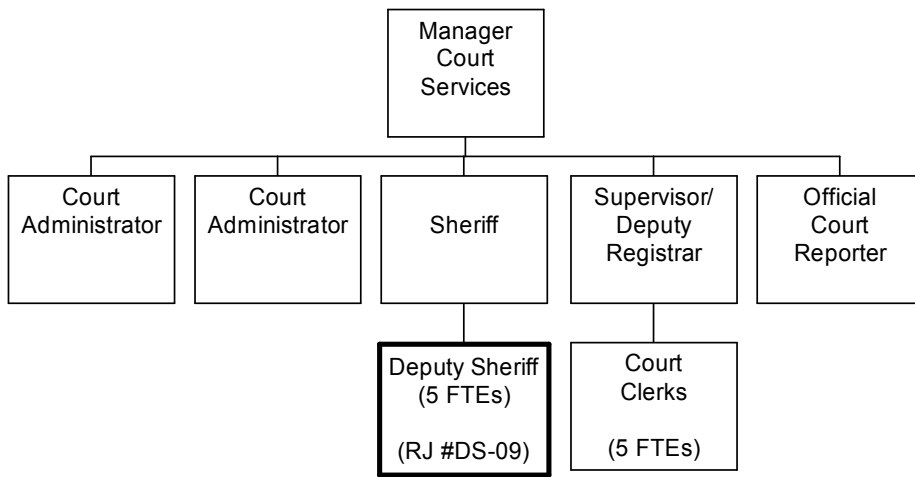 Manager
Court
Services
Court
Administrator
Court
Administrator
Sheriff
Supervisor/
Deputy
Registrar
Official
Court
Reporter
Deputy Sheriff
(5 FTEs)
(RJ #DS-09)
Court
Clerks
(5 FTEs)